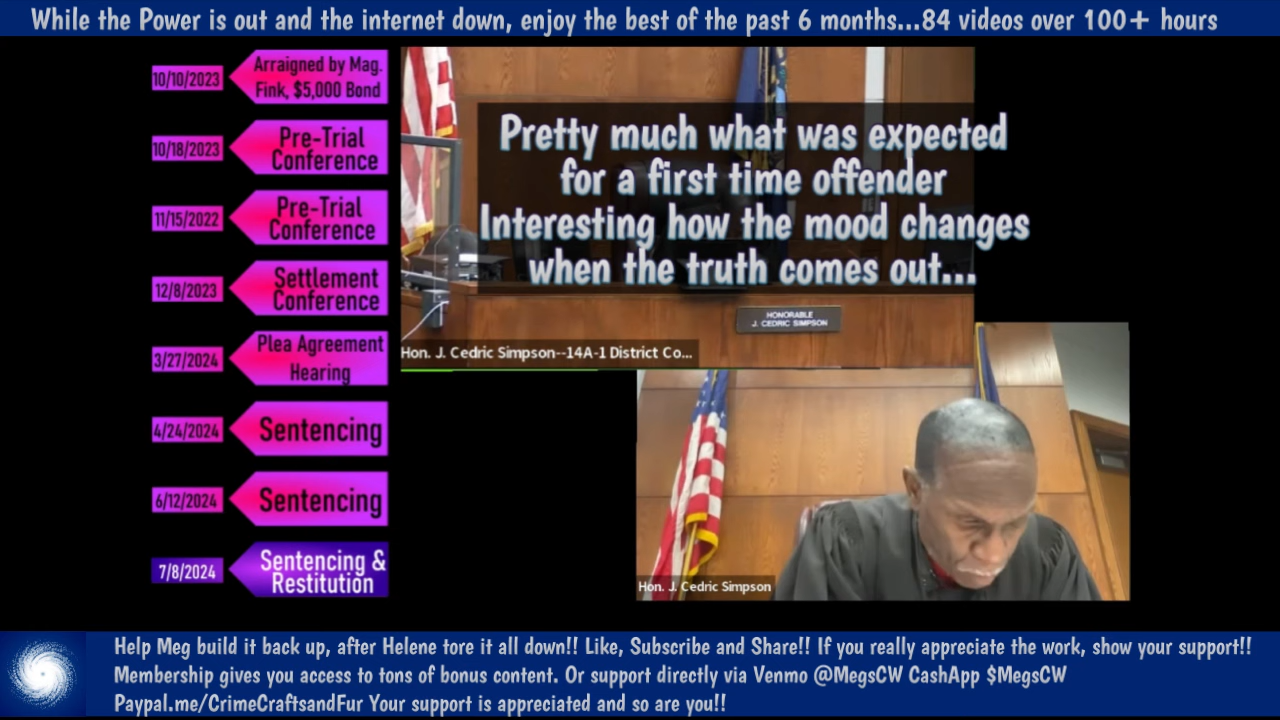 While the Power is out and the internet down, enjoy the best of the past 6 months...84 videos over 100+ hours
10/10/2023
Arraigned by Mag.
Fink, $5,000 Bond
10/18/2023
Pre-Trial
Conference
11/15/2022
Pre-Trial
Conference
12/8/2023
Settlement
Conference
3/27/2024
Plea Agreement
Hearing
4/24/2024
Sentencing
6/12/2024
Sentencing
7/8/2024
Sentencing &
Restitution
Pretty much what was expected
for a first time offender
Interesting how the mood changes
when the truth comes out...
HONORABLE
J. CEDRIC SIMPSON
Hon. J. Cedric Simpson--14A-1 District Co...
Hon. J. Cedric Simpson
Help Meg build it back up, after Helene tore it all down!! Like, Subscribe and Share!! If you really appreciate the work, show your support!!
Membership gives you access to tons of bonus content. Or support directly via Venmo @MegsCW CashApp $MegsCW
Paypal.me/CrimeCraftsandFur Your support is appreciated and so are you!!